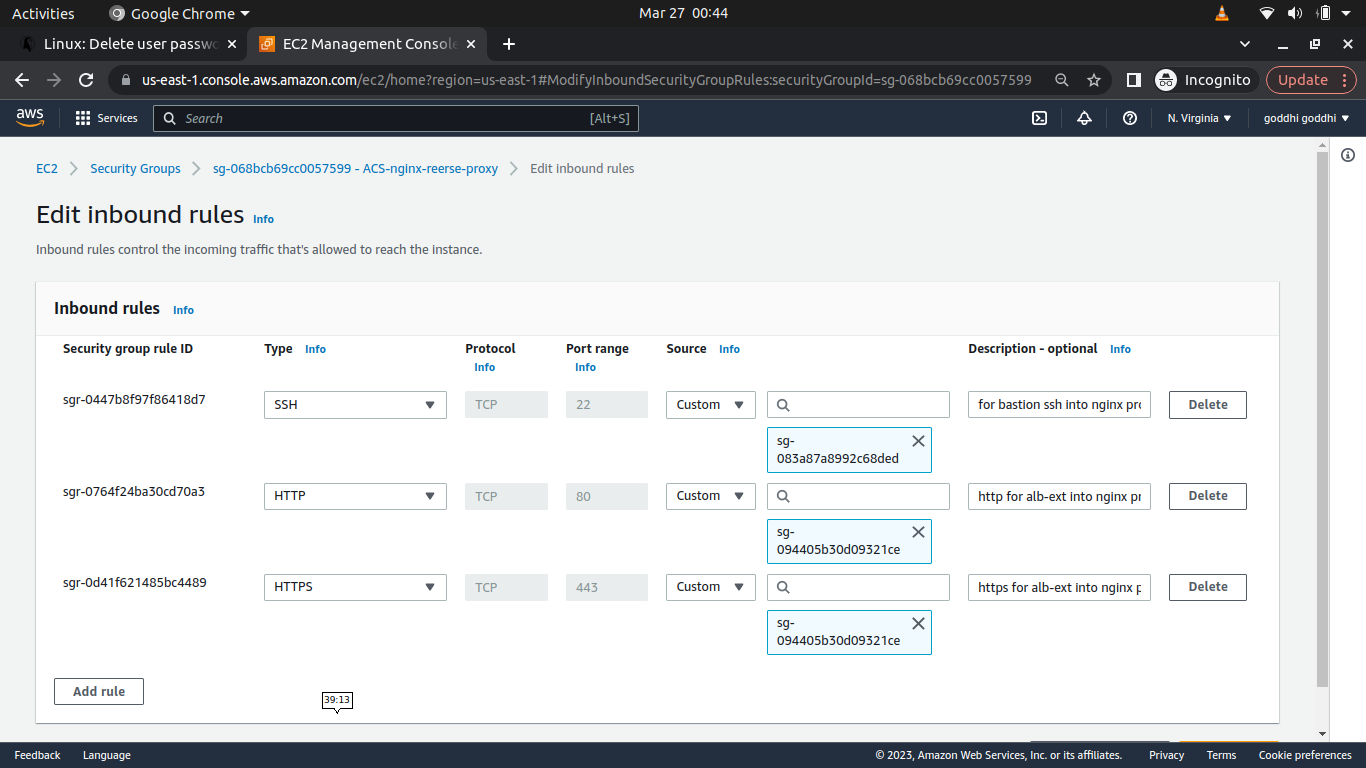 Activities
Google Chrome
Mar 27 00:44
Linux: Delete user passwo
EC2 Management Console
us-east-1.console.aws.amazon.com/ec2/home?region=us-east-1#ModifyInboundSecurityGroupRules:securityGroupId=sg-068bcb69cc0057599
Incognito
Update
aws
Services
Search
[Alt+S]
N. Virginia
goddhi goddhi
EC2
Security Groups
sg-068bcb69cc0057599 - ACS-nginx-reerse-proxy
Edit inbound rules
Edit inbound rules Info
Inbound rules control the incoming traffic that's allowed to reach the instance.
Inbound rules Info
Security group rule ID
Type Info
Protocol
Info
Port range
Info
Source Info
Description - optional Info
sgr-0447b8f97f86418d7
SSH
TCP
22
Custom
sg-
083a87a8992c68ded
for bastion ssh into nginx pro
Delete
sgr-0764f24ba30cd70a3
HTTP
TCP
80
Custom
sg-
094405b30d09321ce
http for alb-ext into nginx pr
Delete
sgr-0d41f621485bc4489
HTTPS
TCP
443
Custom
sg-
094405b30d09321ce
https for alb-ext into nginx p
Delete
Add rule
39:13
Feedback
Language
© 2023, Amazon Web Services, Inc. or its affiliates.
Privacy
Terms
Cookie preferences